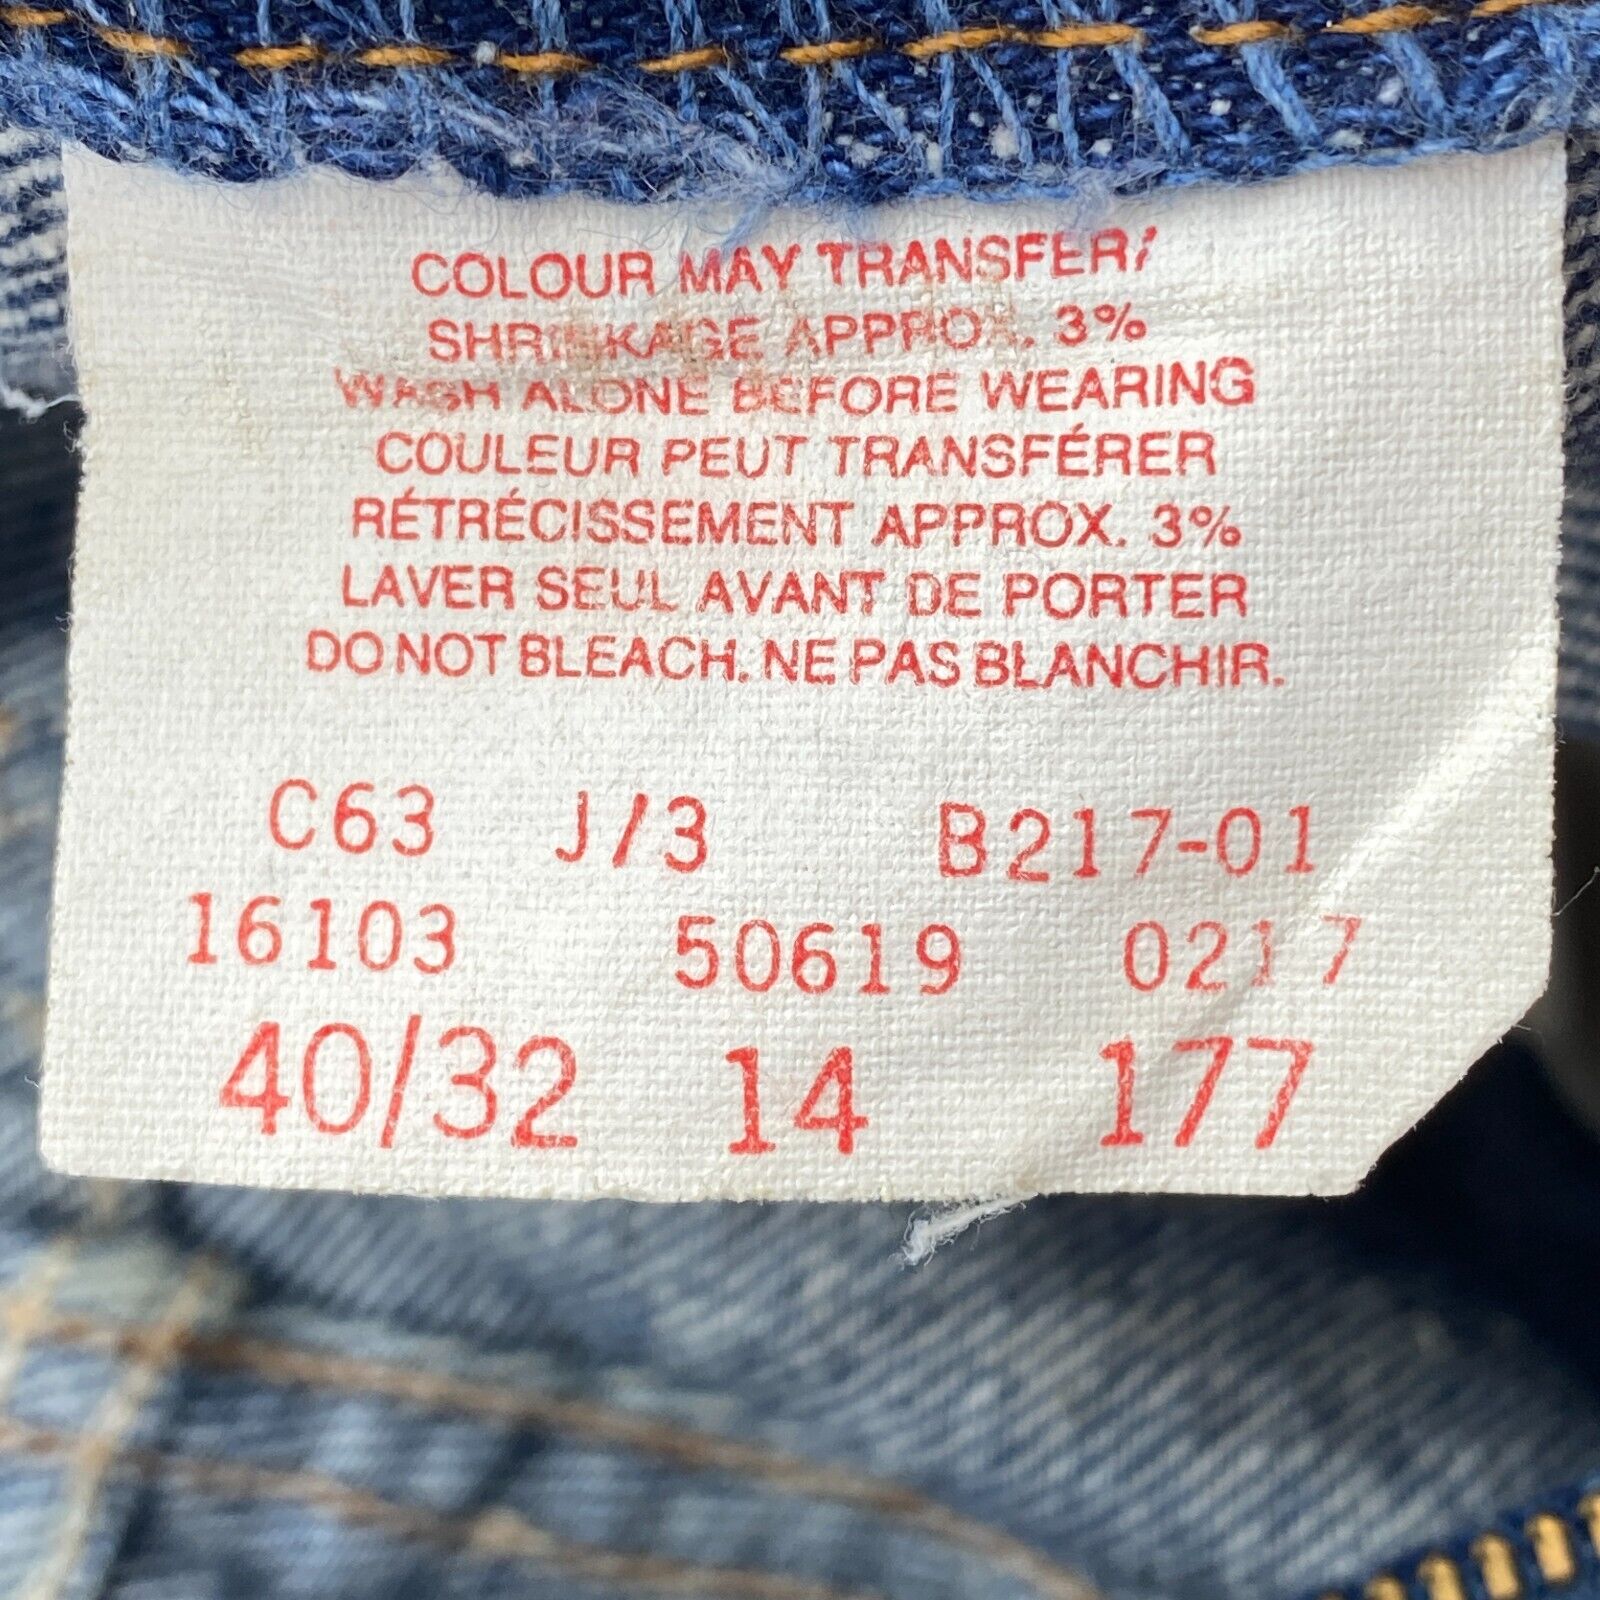 COLOUR MAY TRANSFER/
SHRINKAGE APPROX. 3%
WASH ALONE BEFORE WEARING
COULEUR PEUT TRANSFÉRER
RÉTRÉCISSEMENT APPROX. 3%
LAVER SEUL AVANT DE PORTER
DO NOT BLEACH. NE PAS BLANCHIR.
C63 J/3 B217-01
16103 50619 0217
40/32 14 177